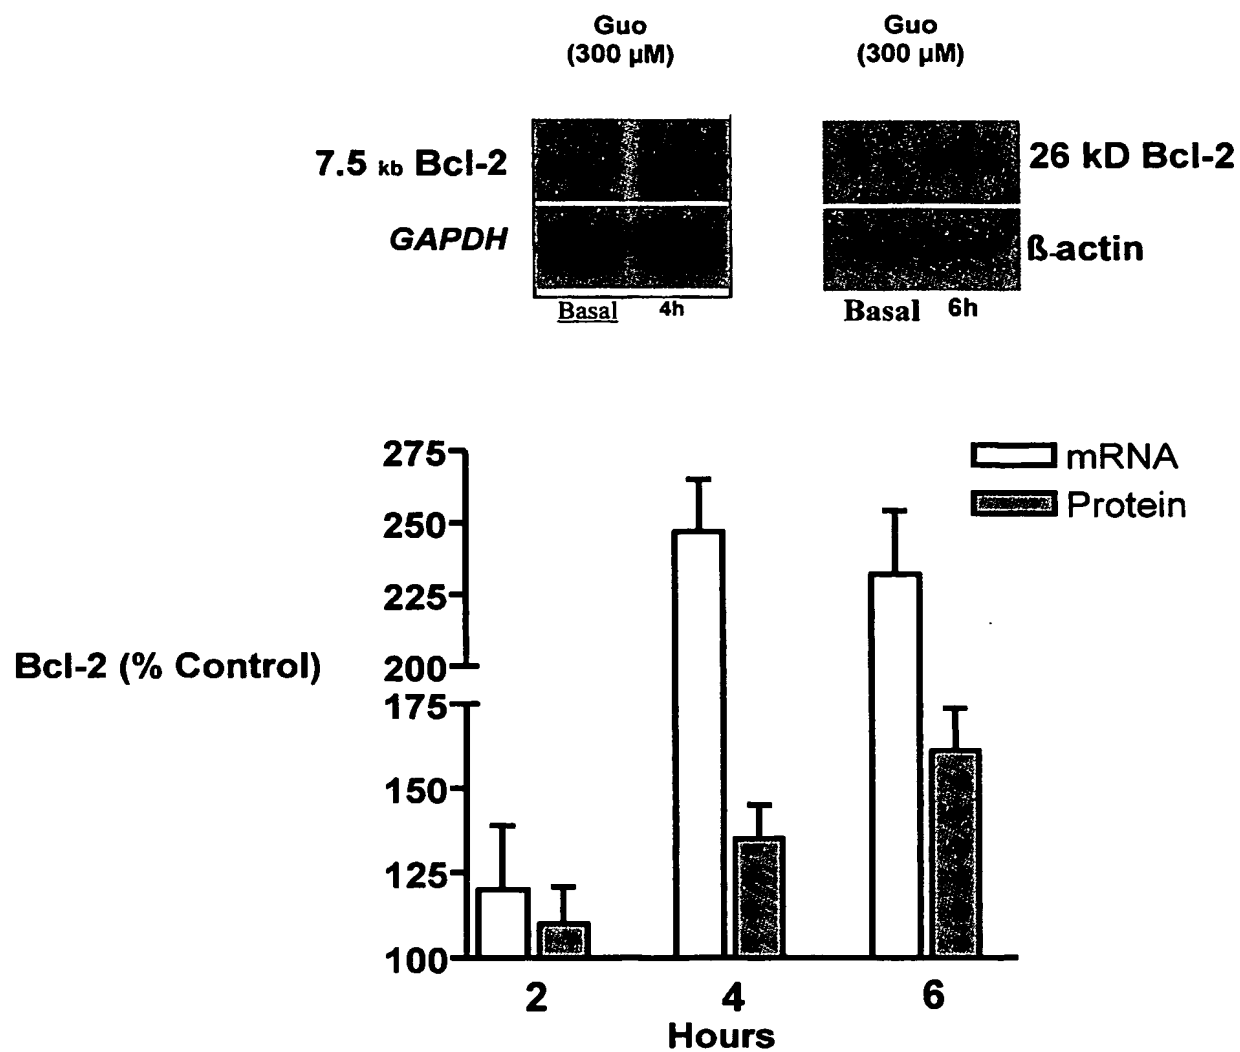 Guo
(300 µM)
Guo
(300 µM)
7.5 kb Bcl-2
26 kD Bcl-2
GAPDH
ß-actin
Basal 4h
Basal 6h
275
250
225
200
175
150
125
100
Bcl-2 (% Control)
mRNA
Protein
2 4 6
Hours